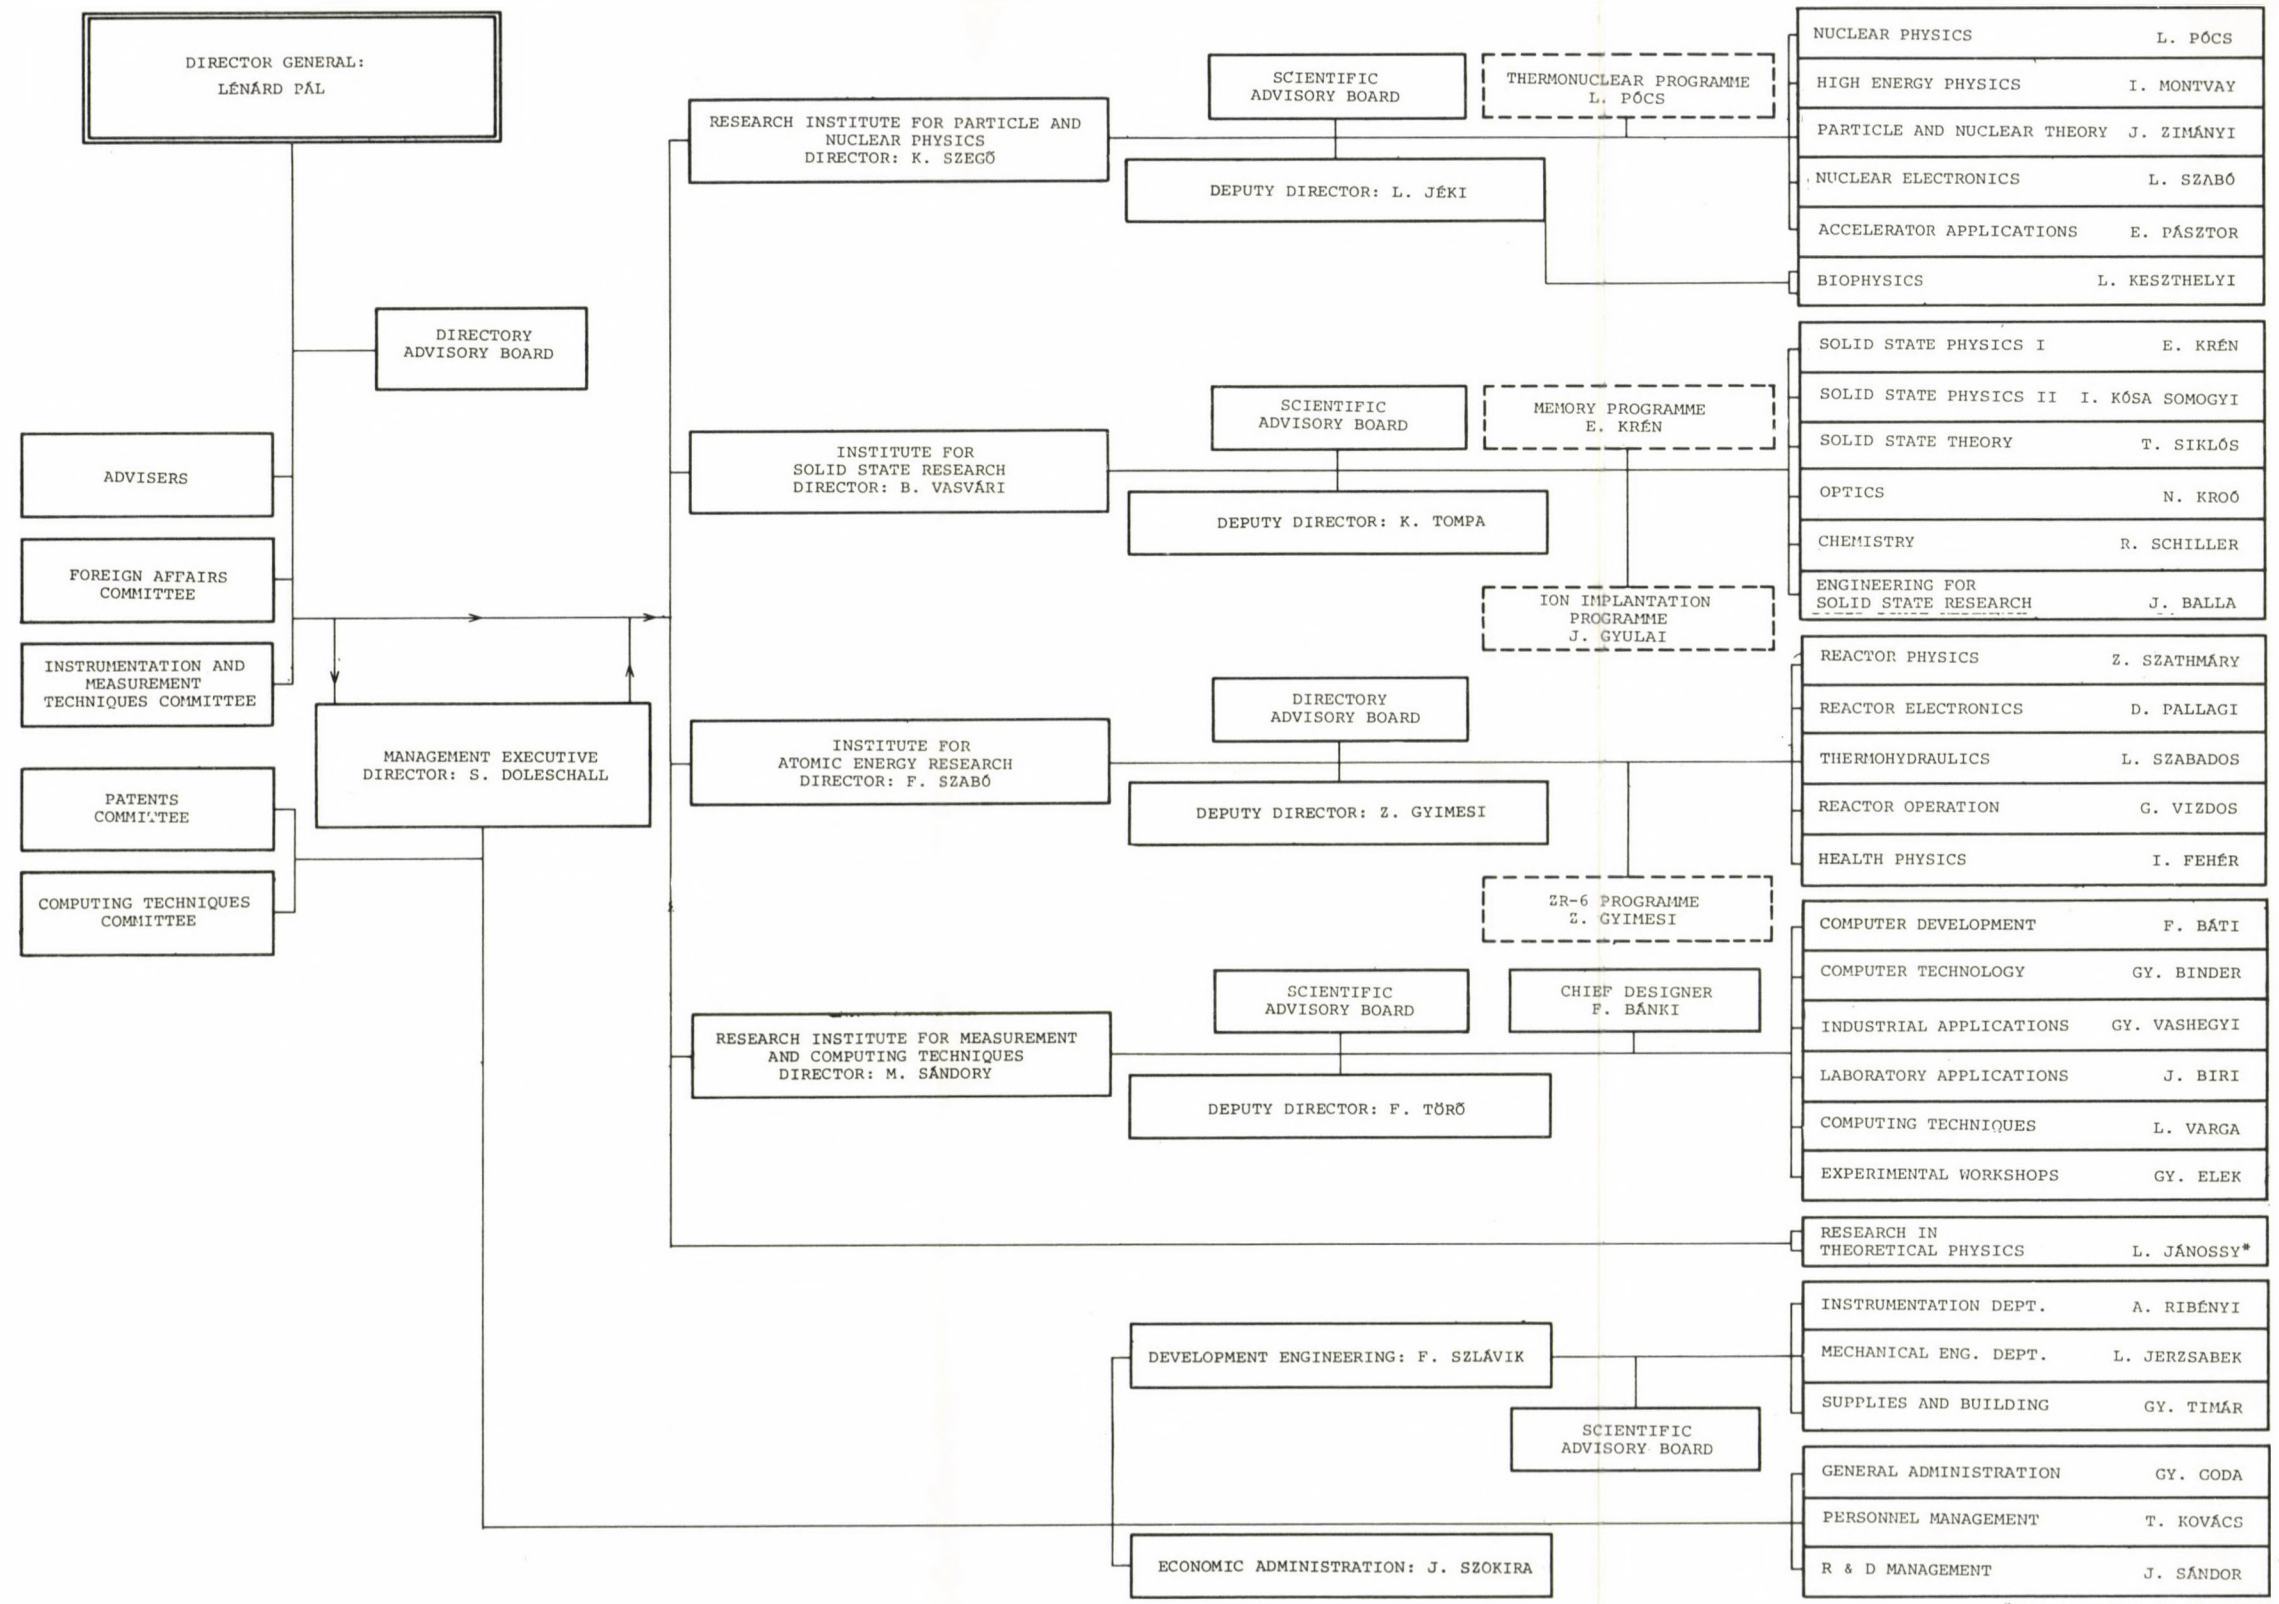 DIRECTOR GENERAL:
LÉNÁRD PÁL
DIRECTORY
ADVISORY BOARD
ADVISERS
FOREIGN AFFAIRS
COMMITTEE
INSTRUMENTATION AND
MEASUREMENT
TECHNIQUES COMMITTEE
MANAGEMENT EXECUTIVE
DIRECTOR: S. DOLESCHALL
PATENTS
COMMITTEE
COMPUTING TECHNIQUES
COMMITTEE
RESEARCH INSTITUTE FOR PARTICLE AND
NUCLEAR PHYSICS
DIRECTOR: K. SZEGŐ
SCIENTIFIC
ADVISORY BOARD
THERMONUCLEAR PROGRAMME
L. PÓCS
DEPUTY DIRECTOR: L. JÉKI
NUCLEAR PHYSICS L. PÓCS
HIGH ENERGY PHYSICS I. MONTVAY
PARTICLE AND NUCLEAR THEORY J. ZIMÁNYI
NUCLEAR ELECTRONICS L. SZABÓ
ACCELERATOR APPLICATIONS E. PÁSZTOR
BIOPHYSICS L. KESZTHELYI
INSTITUTE FOR
SOLID STATE RESEARCH
DIRECTOR: B. VASVÁRI
SCIENTIFIC
ADVISORY BOARD
MEMORY PROGRAMME
E. KRÉN
DEPUTY DIRECTOR: K. TOMPA
ION IMPLANTATION
PROGRAMME
J. GYULAI
SOLID STATE PHYSICS I E. KRÉN
SOLID STATE PHYSICS II I. KÓSA SOMOGYI
SOLID STATE THEORY T. SIKLÓS
OPTICS N. KROÓ
CHEMISTRY R. SCHILLER
ENGINEERING FOR
SOLID STATE RESEARCH J. BALLA
INSTITUTE FOR
ATOMIC ENERGY RESEARCH
DIRECTOR: F. SZABÓ
DIRECTORY
ADVISORY BOARD
DEPUTY DIRECTOR: Z. GYIMESI
ZR-6 PROGRAMME
Z. GYIMESI
REACTOR PHYSICS Z. SZATHMÁRY
REACTOR ELECTRONICS D. PALLAGI
THERMOHYDRAULICS L. SZABADOS
REACTOR OPERATION G. VIZDOS
HEALTH PHYSICS I. FEHÉR
RESEARCH INSTITUTE FOR MEASUREMENT
AND COMPUTING TECHNIQUES
DIRECTOR: M. SÁNDORY
SCIENTIFIC
ADVISORY BOARD
CHIEF DESIGNER
F. BÁNKI
DEPUTY DIRECTOR: F. TÖRŐ
COMPUTER DEVELOPMENT F. BÁTI
COMPUTER TECHNOLOGY GY. BINDER
INDUSTRIAL APPLICATIONS GY. VASHEGYI
LABORATORY APPLICATIONS J. BIRI
COMPUTING TECHNIQUES L. VARGA
EXPERIMENTAL WORKSHOPS GY. ELEK
RESEARCH IN
THEORETICAL PHYSICS L. JÁNOSSY*
DEVELOPMENT ENGINEERING: F. SZLÁVIK
SCIENTIFIC
ADVISORY BOARD
INSTRUMENTATION DEPT. A. RIBÉNYI
MECHANICAL ENG. DEPT. L. JERZSABEK
SUPPLIES AND BUILDING GY. TIMÁR
ECONOMIC ADMINISTRATION: J. SZOKIRA
GENERAL ADMINISTRATION GY. GODA
PERSONNEL MANAGEMENT T. KOVÁCS
R & D MANAGEMENT J. SÁNDOR